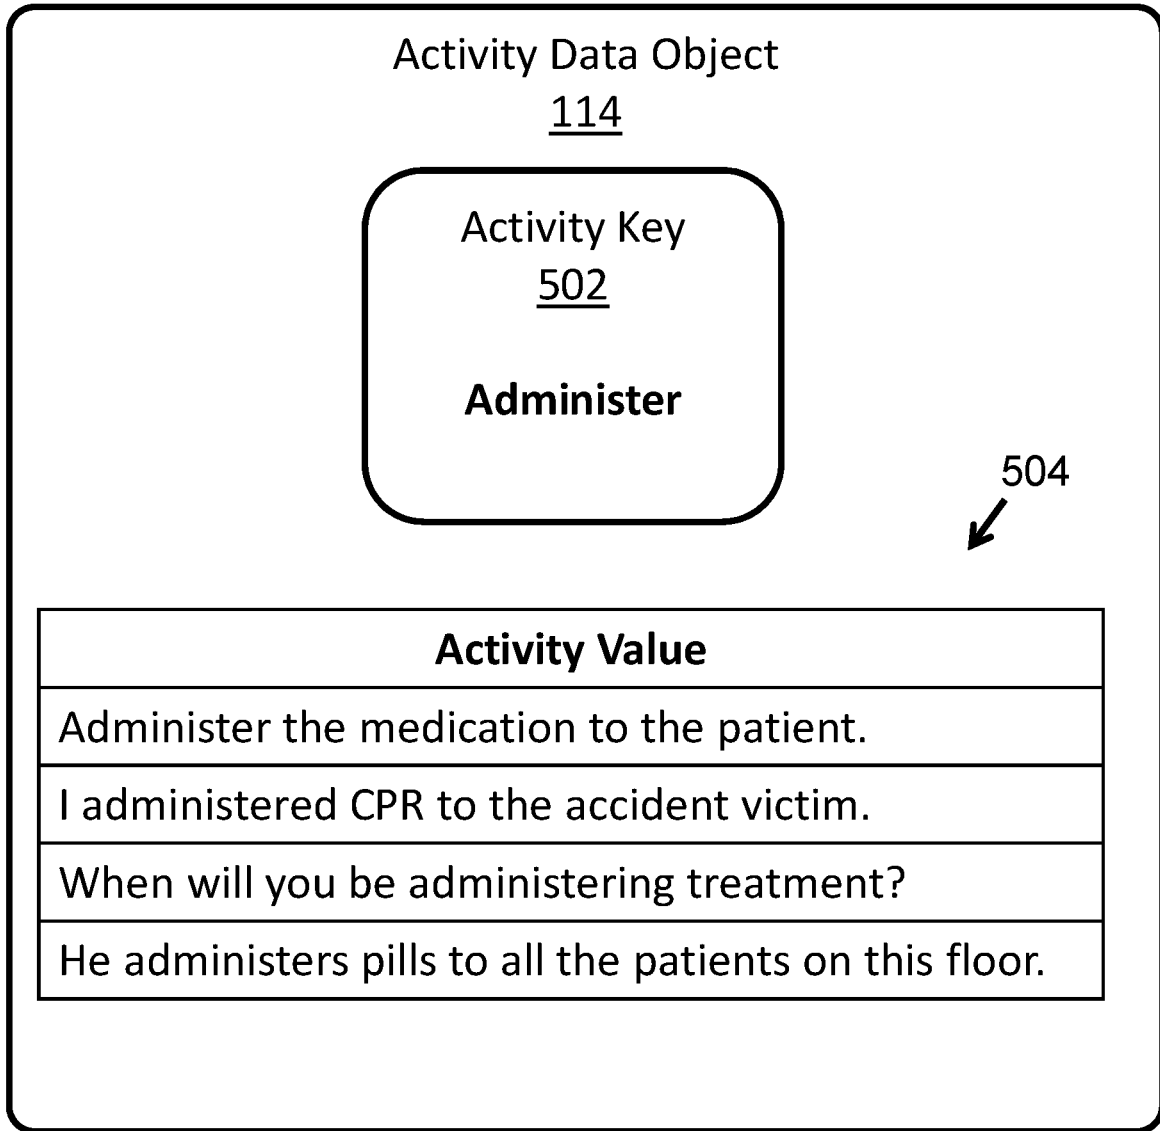 Activity Data Object
114
Activity Key
502
Administer
504
Activity Value
Administer the medication to the patient.
I administered CPR to the accident victim.
When will you be administering treatment?
He administers pills to all the patients on this floor.